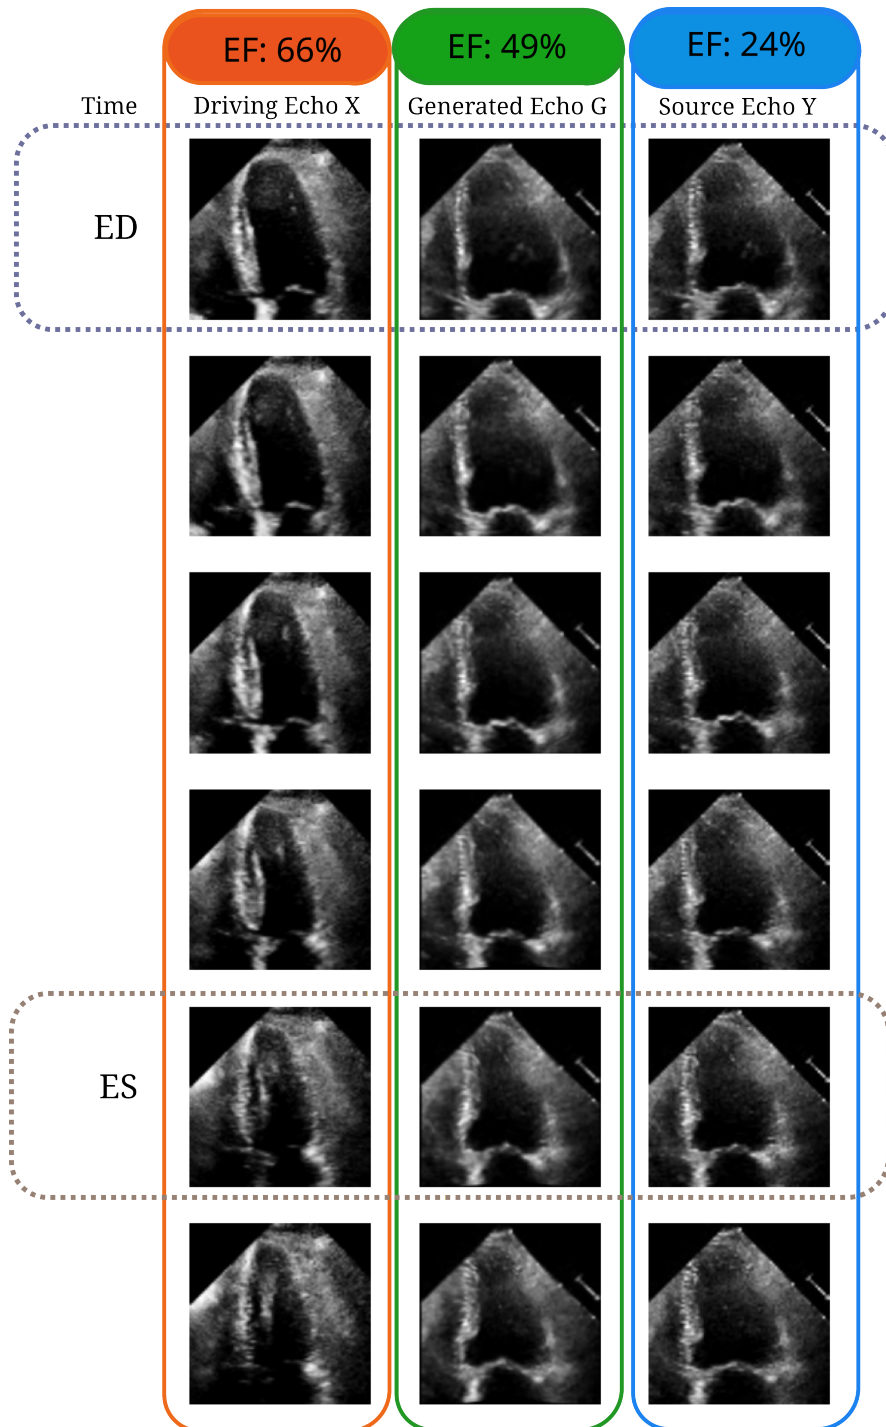 EF: 66% EF: 49% EF: 24%
Time Driving Echo X Generated Echo G Source Echo Y
ED
ES